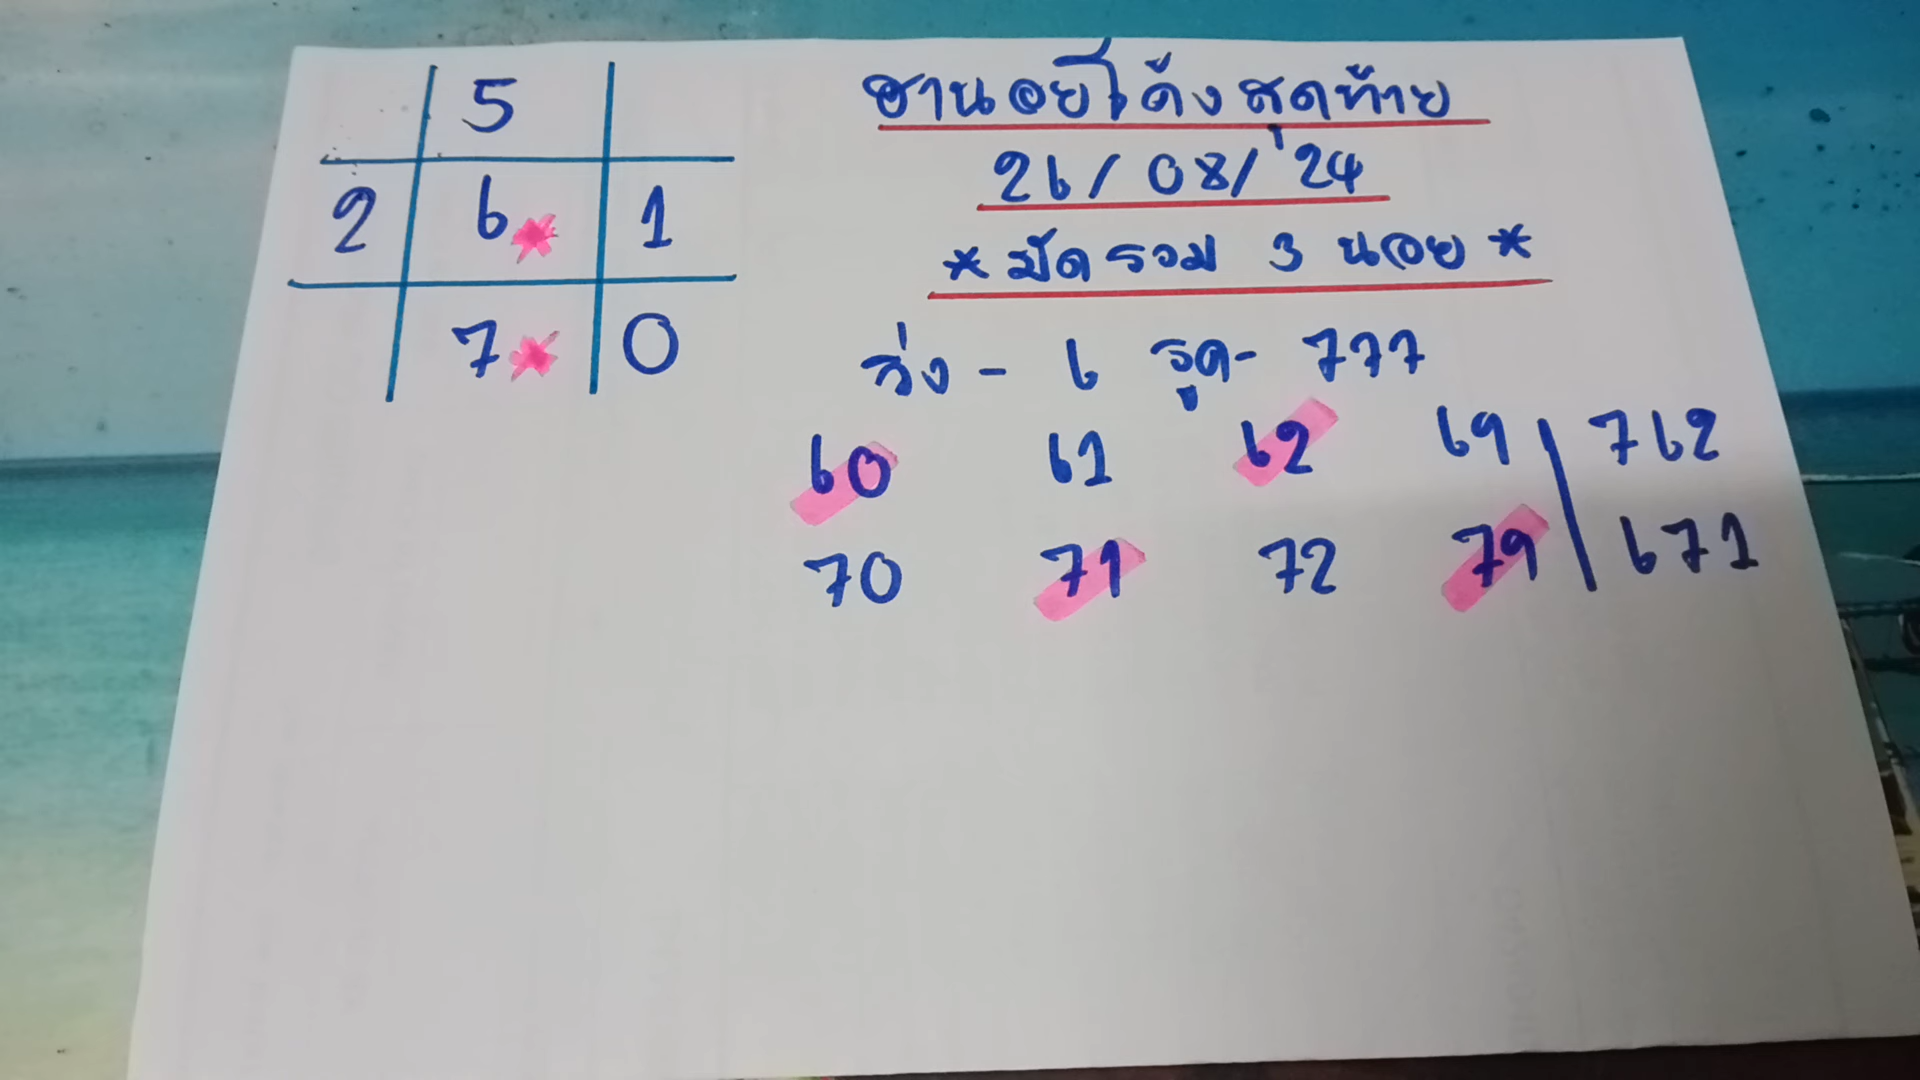 5
2 6 1
7 0
ฮานอยโค้งสุดท้าย
26/08/24
*มัดรวม 3 นอย*
วิ่ง - 6 รูด - 777
60 61 62 69 762
70 71 72 79 671